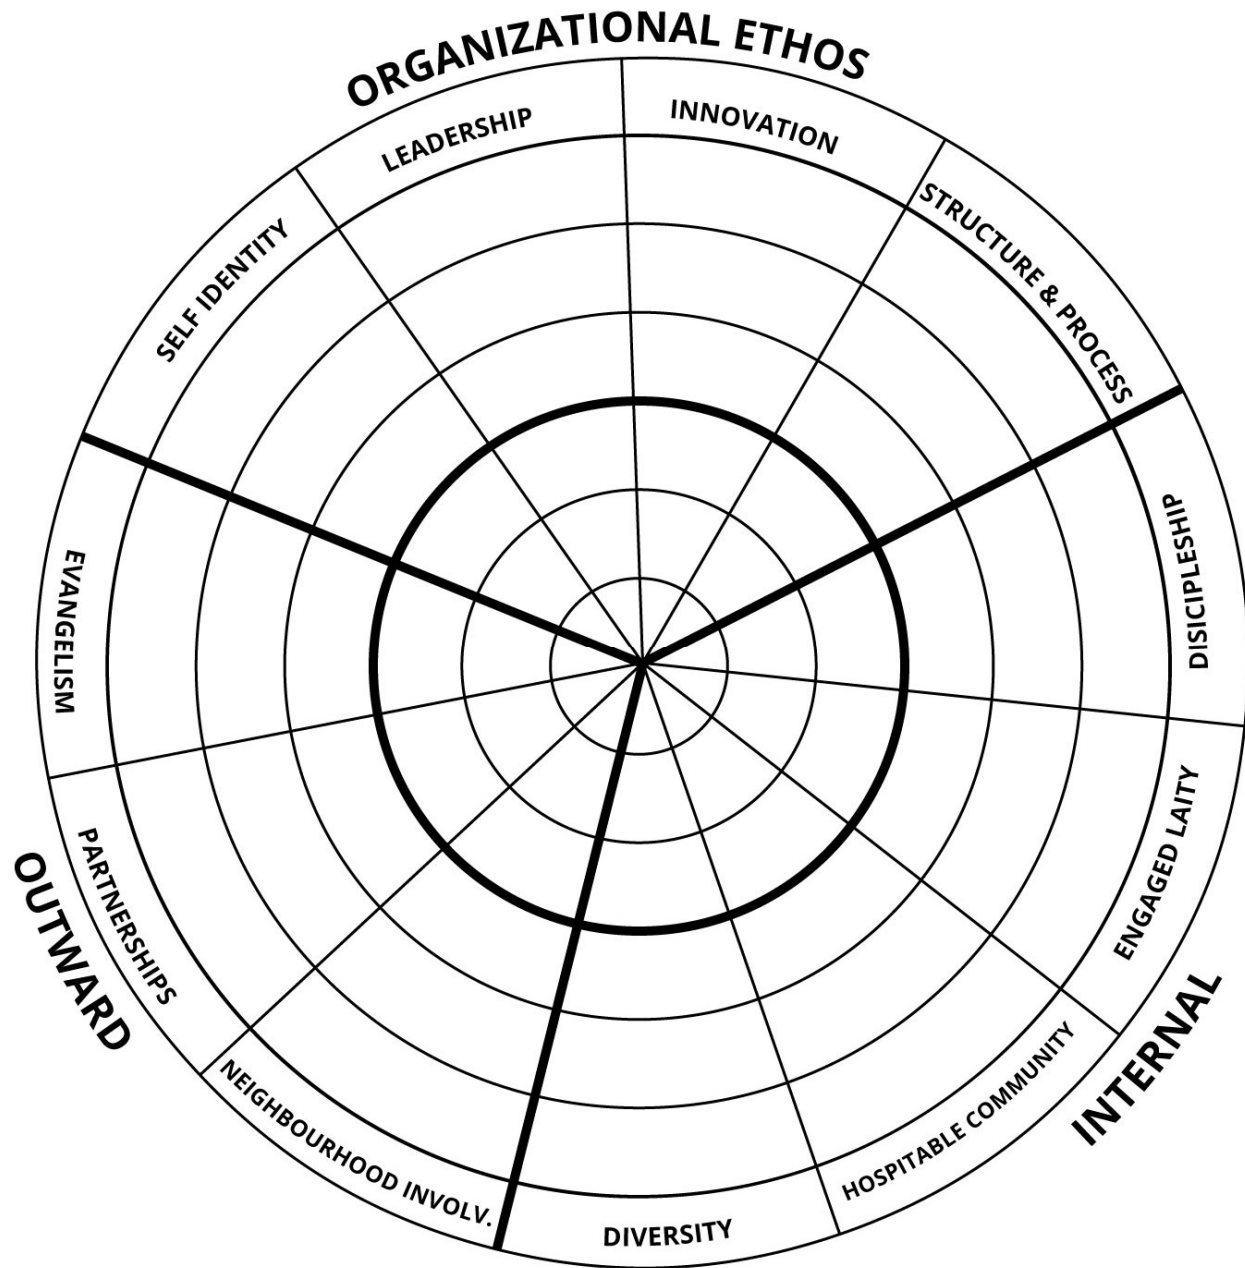 ORGANIZATIONAL ETHOS
LEADERSHIP
INNOVATION
STRUCTURE & PROCESS
SELF IDENTITY
DISICIPLESHIP
EVANGELISM
ENGAGED LAITY
PARTNERSHIPS
OUTWARD
INTERNAL
HOSPITABLE COMMUNITY
NEIGHBOURHOOD INVOLV.
DIVERSITY